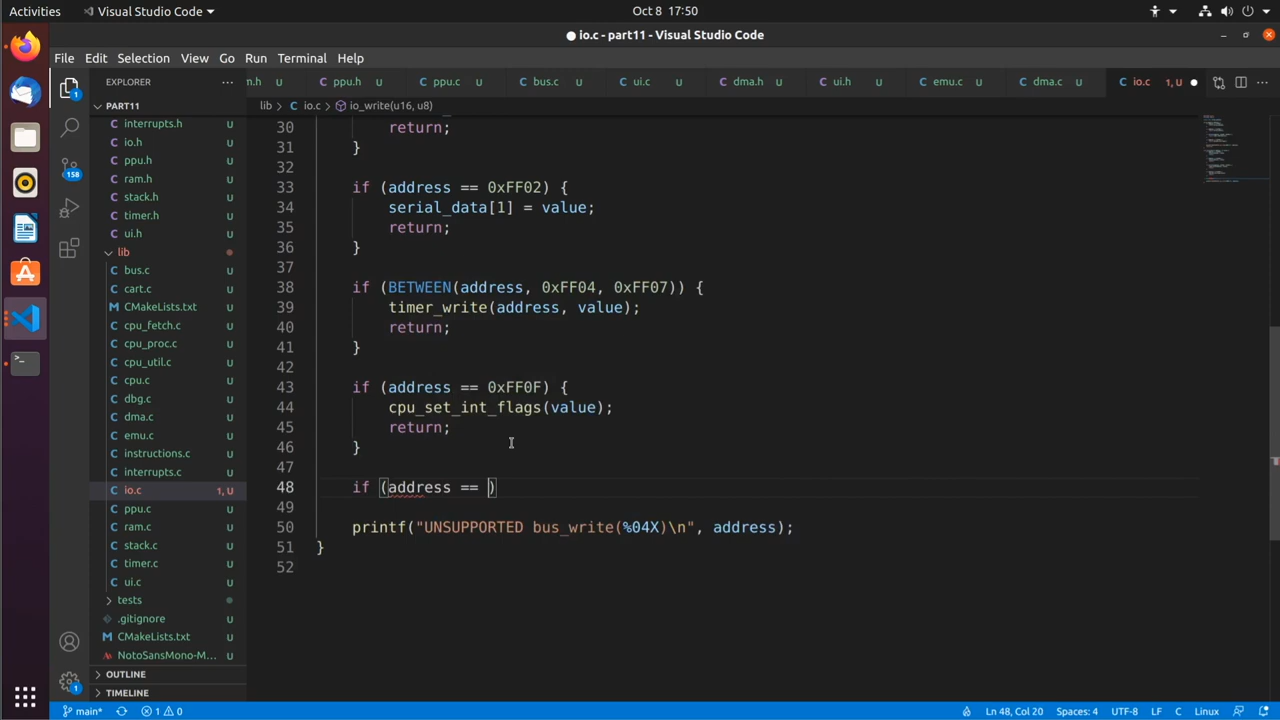 Activities
Visual Studio Code
Oct 8 17:50
io.c - part11 - Visual Studio Code
File Edit Selection View Go Run Terminal Help
EXPLORER
m.h U
ppu.h U
ppu.c U
bus.c U
ui.c U
dma.h U
ui.h U
emu.c U
dma.c U
io.c 1, U
PART11
lib > io.c > io_write(u16, u8)
interrupts.h U
io.h U
ppu.h U
ram.h U
stack.h U
timer.h U
ui.h U
lib
bus.c U
cart.c U
CMakeLists.txt U
cpu_fetch.c U
cpu_proc.c U
cpu_util.c U
cpu.c U
dbg.c U
dma.c U
emu.c U
instructions.c U
interrupts.c U
io.c 1, U
ppu.c U
ram.c U
stack.c U
timer.c U
ui.c U
tests
.gitignore U
CMakeLists.txt U
NotoSansMono-M... U
OUTLINE
TIMELINE
1
158
1
30 return;
31 }
32
33 if (address == 0xFF02) {
34 serial_data[1] = value;
35 return;
36 }
37
38 if (BETWEEN(address, 0xFF04, 0xFF07)) {
39 timer_write(address, value);
40 return;
41 }
42
43 if (address == 0xFF0F) {
44 cpu_set_int_flags(value);
45 return;
46 }
47
48 if (address == )
49
50 printf("UNSUPPORTED bus_write(%04X)\n", address);
51 }
52
main*
1 0
Ln 48, Col 20
Spaces: 4
UTF-8
LF
C
Linux